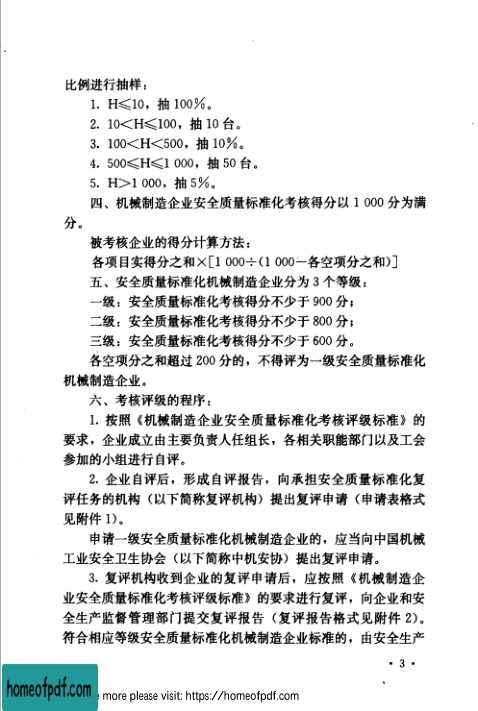 比例进行抽样：
1. H≤10，抽 100%。
2. 10＜H≤100，抽 10 台。
3. 100＜H＜500，抽 10%。
4. 500≤H≤1 000，抽 50 台。
5. H＞1 000，抽 5%。
四、机械制造企业安全质量标准化考核得分以 1 000 分为满
分。
被考核企业的得分计算方法：
各项目实得分之和×[1 000÷(1 000－各空项分之和)]
五、安全质量标准化机械制造企业分为 3 个等级：
一级：安全质量标准化考核得分不少于 900 分；
二级：安全质量标准化考核得分不少于 800 分；
三级：安全质量标准化考核得分不少于 600 分。
各空项分之和超过 200 分的，不得评为一级安全质量标准化
机械制造企业。
六、考核评级的程序：
1. 按照《机械制造企业安全质量标准化考核评级标准》的
要求，企业成立由主要负责人任组长，各相关职能部门以及工会
参加的小组进行自评。
2. 企业自评后，形成自评报告，向承担安全质量标准化复
评任务的机构（以下简称复评机构）提出复评申请（申请表格式
见附件 1）。
申请一级安全质量标准化机械制造企业的，应当向中国机械
工业安全卫生协会（以下简称中机安协）提出复评申请。
3. 复评机构收到企业的复评申请后，应按照《机械制造企
业安全质量标准化考核评级标准》的要求进行复评，向企业和安
全生产监督管理部门提交复评报告（复评报告格式见附件 2）。
符合相应等级安全质量标准化机械制造企业标准的，由安全生产
· 3 ·
homeofpdf.com
more please visit: https://homeofpdf.com